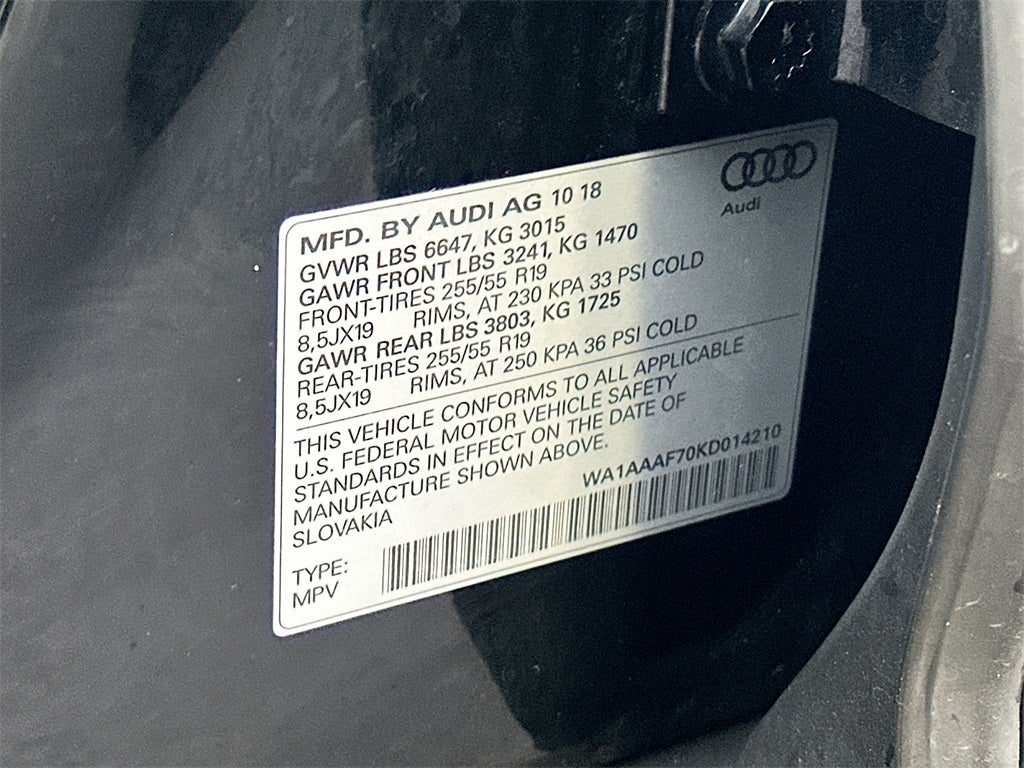 Audi
MFD. BY AUDI AG 10 18
GVWR LBS 6647, KG 3015
GAWR FRONT LBS 3241, KG 1470
FRONT-TIRES 255/55 R19
8,5JX19 RIMS, AT 230 KPA 33 PSI COLD
GAWR REAR LBS 3803, KG 1725
REAR-TIRES 255/55 R19
8,5JX19 RIMS, AT 250 KPA 36 PSI COLD
THIS VEHICLE CONFORMS TO ALL APPLICABLE
U.S. FEDERAL MOTOR VEHICLE SAFETY
STANDARDS IN EFFECT ON THE DATE OF
MANUFACTURE SHOWN ABOVE.
SLOVAKIA
WA1AAAF70KD014210
TYPE:
MPV